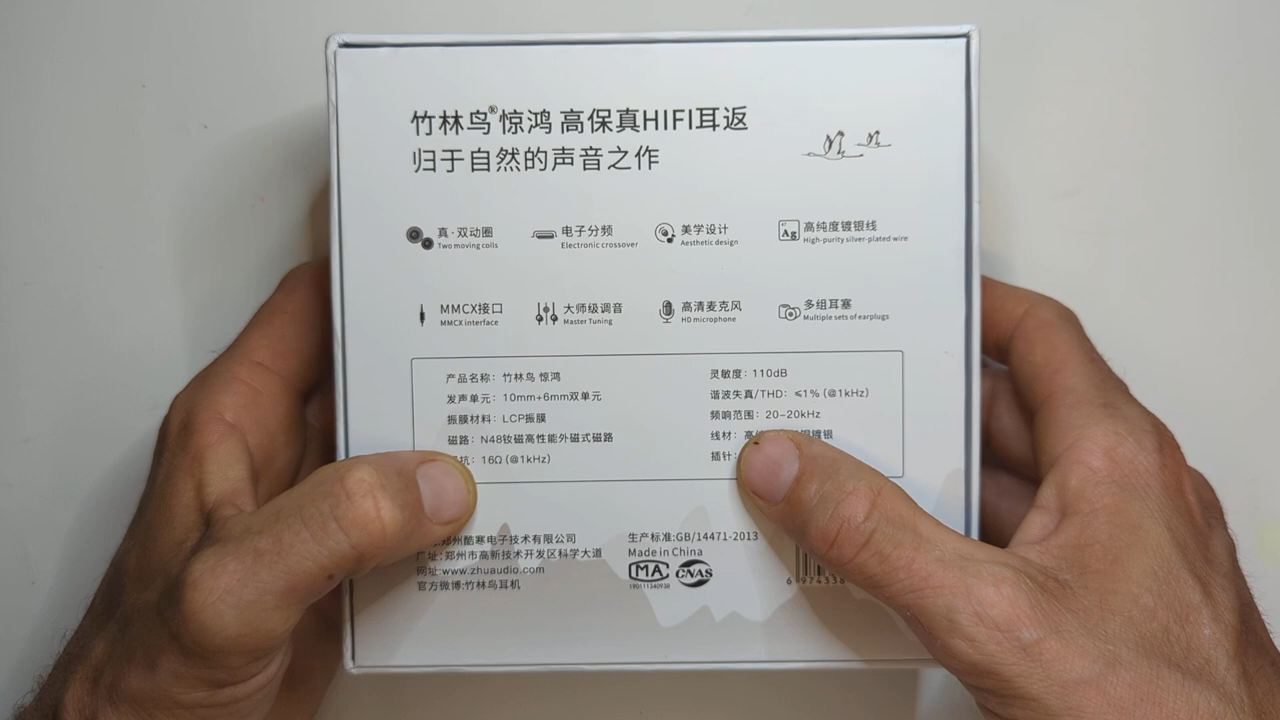 竹林鸟®惊鸿 高保真HIFI耳返
归于自然的声音之作
真·双动圈
Two moving coils
电子分频
Electronic crossover
美学设计
Aesthetic design
Ag
高纯度镀银线
High-purity silver-plated wire
MMCX接口
MMCX interface
大师级调音
Master Tuning
高清麦克风
HD microphone
多组耳塞
Multiple sets of earplugs
产品名称: 竹林鸟 惊鸿
发声单元: 10mm+6mm双单元
振膜材料: LCP振膜
磁路: N48钕磁高性能外磁式磁路
抗: 16Ω (@1kHz)
灵敏度: 110dB
谐波失真/THD: ≤1% (@1kHz)
频响范围: 20-20kHz
线材: 镀银
插针:
郑州酷寒电子技术有限公司
厂址:郑州市高新技术开发区科学大道
网址:www.zhuaudio.com
官方微博:竹林鸟耳机
生产标准:GB/14471-2013
Made in China
MA
190111340938
CNAS
6 974338